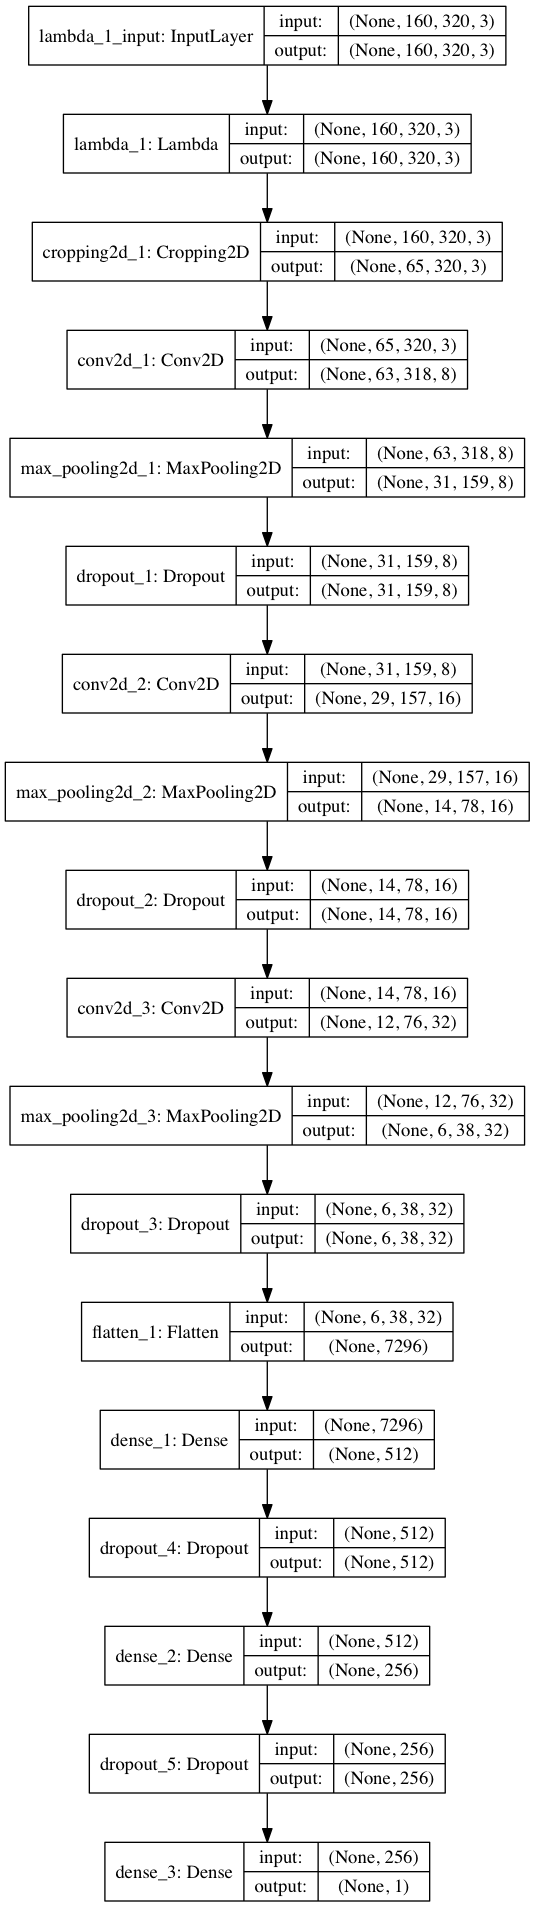 lambda_1_input: InputLayer
input: (None, 160, 320, 3)
output: (None, 160, 320, 3)
lambda_1: Lambda
input: (None, 160, 320, 3)
output: (None, 160, 320, 3)
cropping2d_1: Cropping2D
input: (None, 160, 320, 3)
output: (None, 65, 320, 3)
conv2d_1: Conv2D
input: (None, 65, 320, 3)
output: (None, 63, 318, 8)
max_pooling2d_1: MaxPooling2D
input: (None, 63, 318, 8)
output: (None, 31, 159, 8)
dropout_1: Dropout
input: (None, 31, 159, 8)
output: (None, 31, 159, 8)
conv2d_2: Conv2D
input: (None, 31, 159, 8)
output: (None, 29, 157, 16)
max_pooling2d_2: MaxPooling2D
input: (None, 29, 157, 16)
output: (None, 14, 78, 16)
dropout_2: Dropout
input: (None, 14, 78, 16)
output: (None, 14, 78, 16)
conv2d_3: Conv2D
input: (None, 14, 78, 16)
output: (None, 12, 76, 32)
max_pooling2d_3: MaxPooling2D
input: (None, 12, 76, 32)
output: (None, 6, 38, 32)
dropout_3: Dropout
input: (None, 6, 38, 32)
output: (None, 6, 38, 32)
flatten_1: Flatten
input: (None, 6, 38, 32)
output: (None, 7296)
dense_1: Dense
input: (None, 7296)
output: (None, 512)
dropout_4: Dropout
input: (None, 512)
output: (None, 512)
dense_2: Dense
input: (None, 512)
output: (None, 256)
dropout_5: Dropout
input: (None, 256)
output: (None, 256)
dense_3: Dense
input: (None, 256)
output: (None, 1)